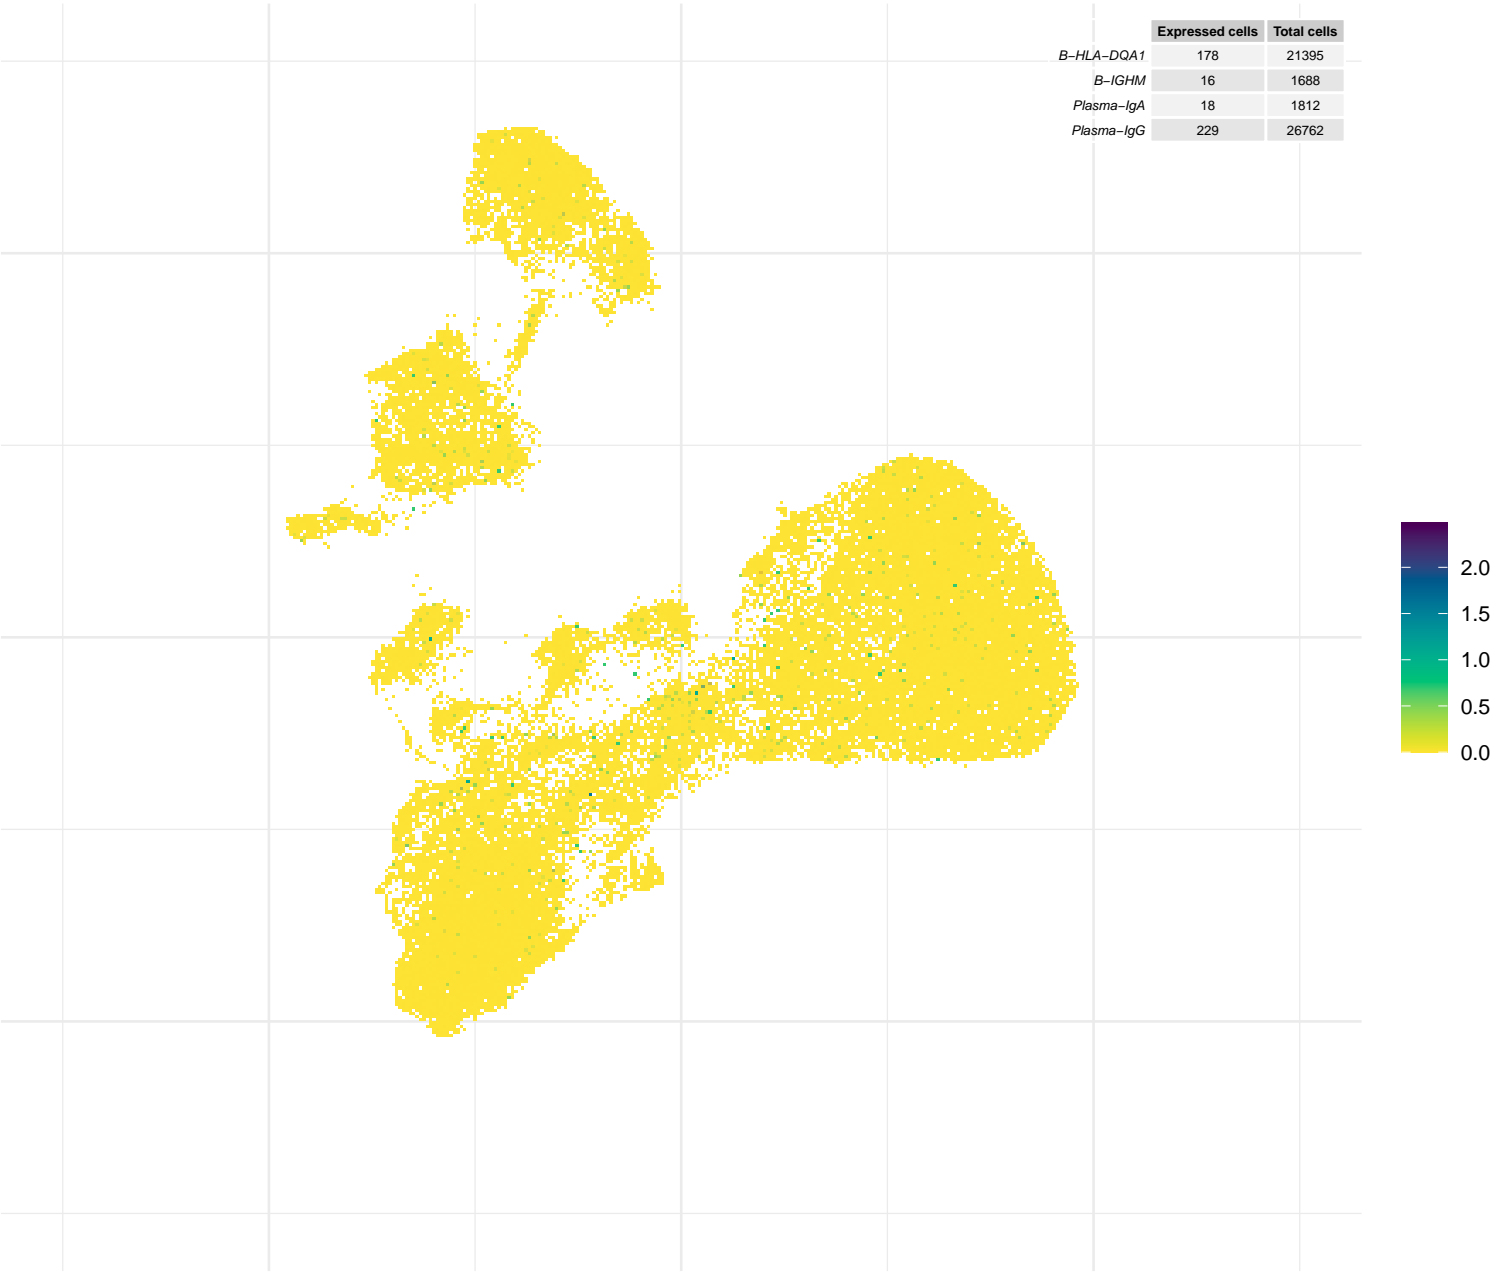 Expressed cells Total cells
B−HLA−DQA1 178 21395
B−IGHM 16 1688
Plasma−IgA 18 1812
Plasma−IgG 229 26762
2.0
1.5
1.0
0.5
0.0